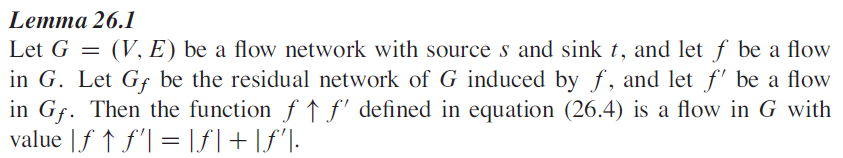 Lemma 26.1
Let G = (V, E) be a flow network with source s and sink t, and let f be a flow
in G. Let G_f be the residual network of G induced by f, and let f′ be a flow
in G_f. Then the function f ↑ f′ defined in equation (26.4) is a flow in G with
value |f ↑ f′| = |f| + |f′|.